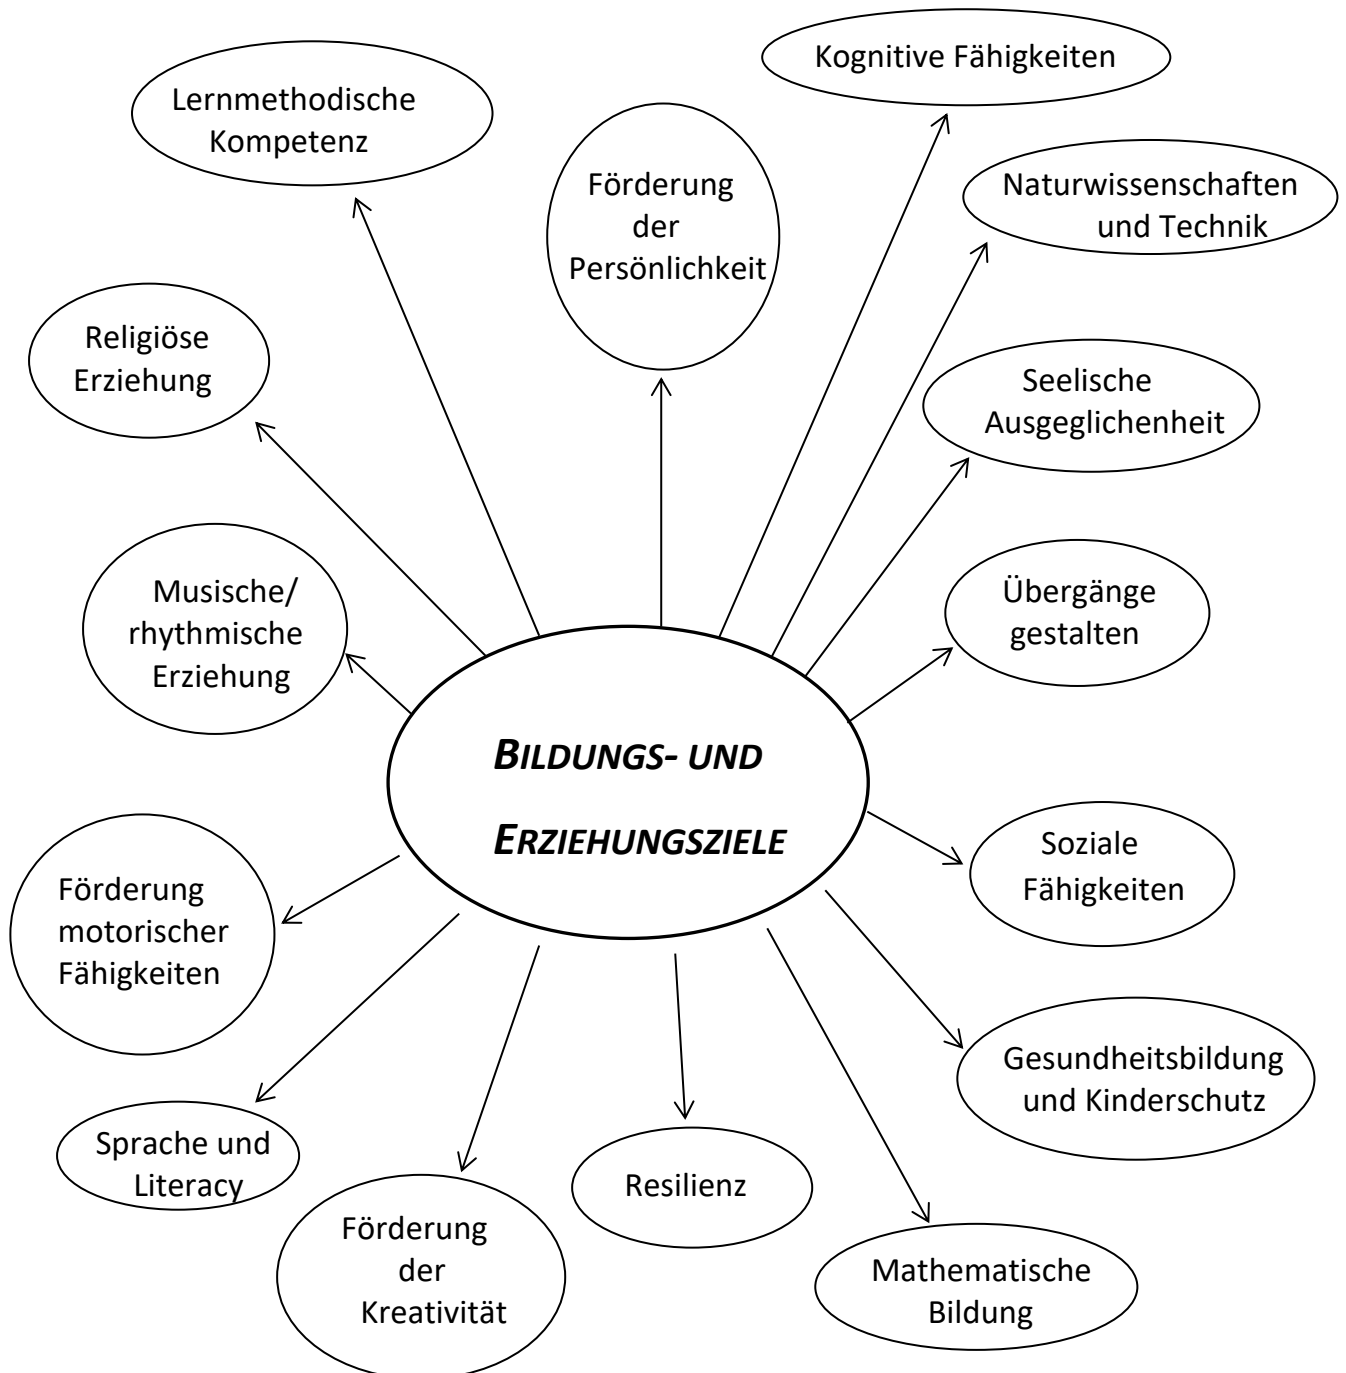 Kognitive Fähigkeiten
Lernmethodische
Kompetenz
Förderung
der
Persönlichkeit
Naturwissenschaften
und Technik
Religiöse
Erziehung
Seelische
Ausgeglichenheit
Musische/
rhythmische
Erziehung
Übergänge
gestalten
BILDUNGS- UND
ERZIEHUNGSZIELE
Soziale
Fähigkeiten
Förderung
motorischer
Fähigkeiten
Gesundheitsbildung
und Kinderschutz
Sprache und
Literacy
Förderung
der
Kreativität
Resilienz
Mathematische
Bildung